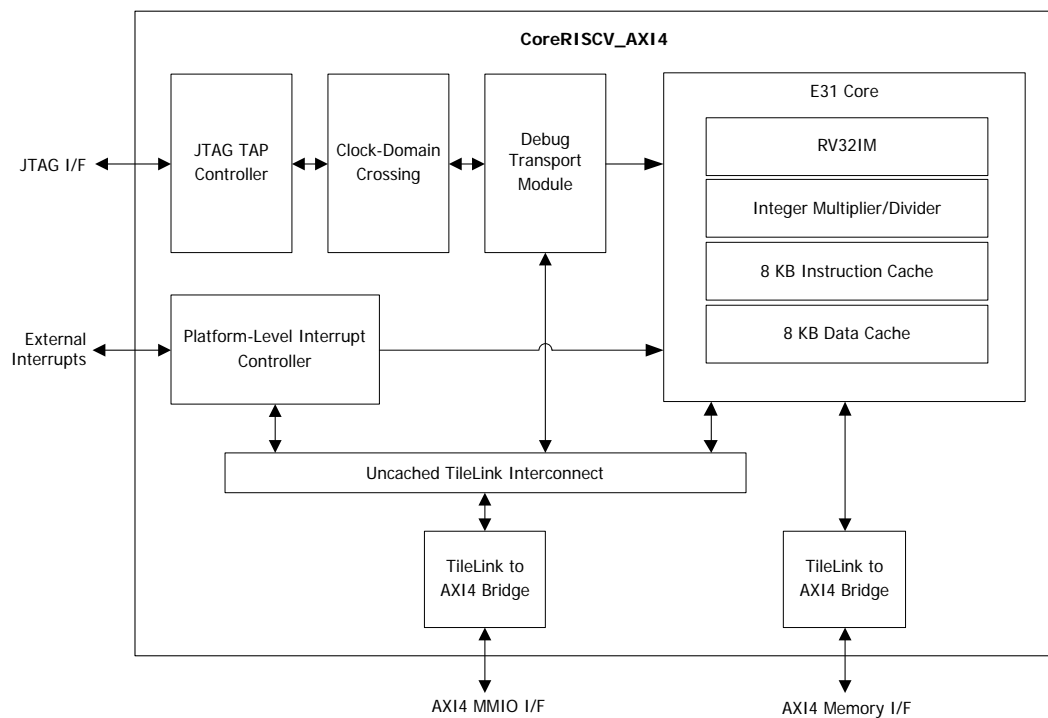 CoreRISCV_AXI4
E31 Core
RV32IM
Integer Multiplier/Divider
8 KB Instruction Cache
8 KB Data Cache
JTAG I/F
JTAG TAP
Controller
Clock-Domain
Crossing
Debug
Transport
Module
External
Interrupts
Platform-Level Interrupt
Controller
Uncached TileLink Interconnect
TileLink to
AXI4 Bridge
TileLink to
AXI4 Bridge
AXI4 MMIO I/F
AXI4 Memory I/F